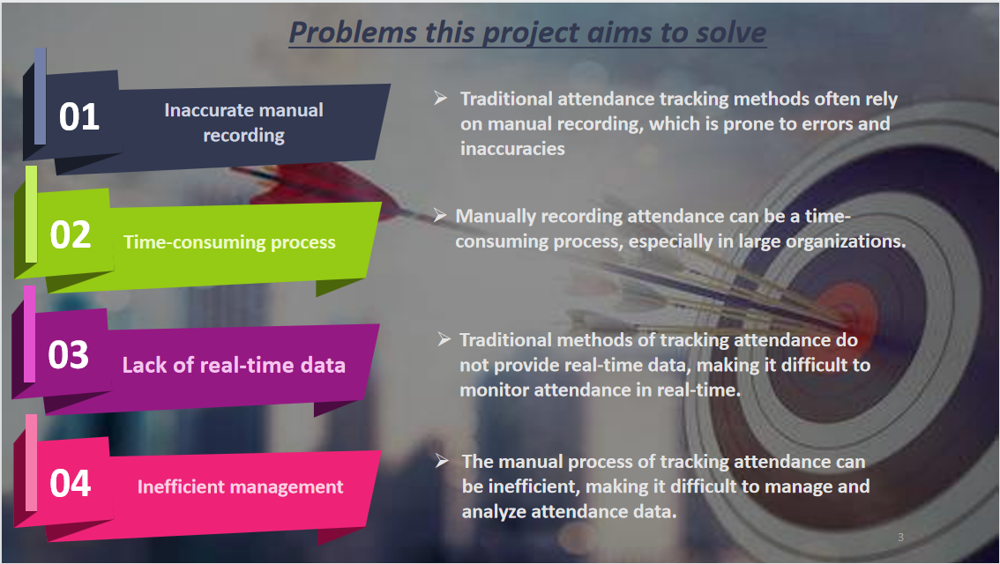 Problems this project aims to solve
01
Inaccurate manual
recording
➢ Traditional attendance tracking methods often rely
on manual recording, which is prone to errors and
inaccuracies
02
Time-consuming process
➢ Manually recording attendance can be a time-
consuming process, especially in large organizations.
03
Lack of real-time data
➢ Traditional methods of tracking attendance do
not provide real-time data, making it difficult to
monitor attendance in real-time.
04
Inefficient management
➢ The manual process of tracking attendance can
be inefficient, making it difficult to manage and
analyze attendance data.
3